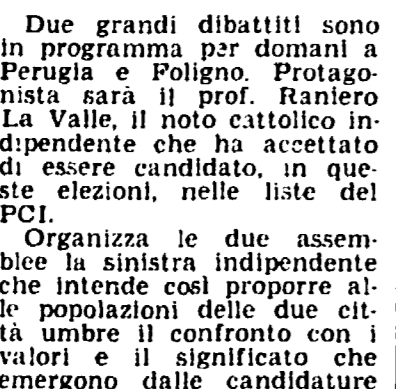 Due grandi dibattiti sono
in programma per domani a
Perugia e Foligno. Protago-
nista sarà il prof. Raniero
La Valle, il noto cattolico in-
dipendente che ha accettato
di essere candidato, in que-
ste elezioni, nelle liste del
PCI.
Organizza le due assem-
blee la sinistra indipendente
che intende così proporre al-
le popolazioni delle due cit-
tà umbre il confronto con i
valori e il significato che
emergono dalle candidature